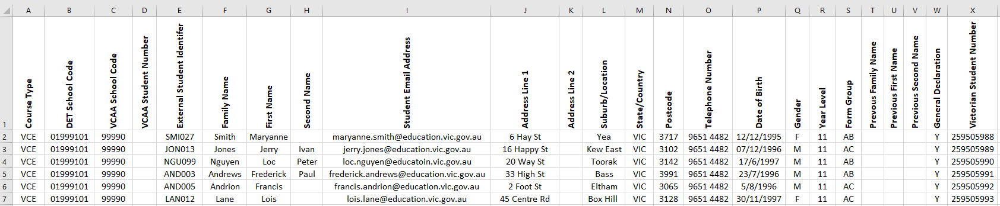 A B C D E F G H I J K L M N O P Q R S T U V W X
1 Course Type DET School Code VCAA School Code VCAA Student Number External Student Identifer Family Name First Name Second Name Student Email Address Address Line 1 Address Line 2 Suburb/Location State/Country Postcode Telephone Number Date of Birth Gender Year Level Form Group Prevous Family Name Previous First Name Previous Second Name General Declaration Victorian Student Number
2 VCE 01999101 99990 SMI027 Smith Maryanne maryanne.smith@education.vic.gov.au 6 Hay St Yea VIC 3717 9651 4482 12/12/1995 F 11 AB Y 259505988
3 VCE 01999101 99990 JON013 Jones Jerry Ivan jerry.jones@education.vic.gov.au 16 Happy St Kew East VIC 3102 9651 4482 07/12/1996 M 11 AC Y 259505989
4 VCE 01999101 99990 NGU099 Nguyen Loc Peter loc.nguyen@educatoin.vic.gov.au 20 Way St Toorak VIC 3142 9651 4482 17/6/1997 M 11 AB Y 259505990
5 VCE 01999101 99990 AND003 Andrews Frederick Paul frederick.andrews@education.vic.gov.au 33 High St Bass VIC 3991 9651 4482 23/7/1996 M 11 AB Y 259505991
6 VCE 01999101 99990 AND005 Andrion Francis francis.andrion@education.vic.gov.au 2 Foot St Eltham VIC 3065 9651 4482 5/8/1996 M 11 AC Y 259505992
7 VCE 01999101 99990 LAN012 Lane Lois lois.lane@education.vic.gov.au 45 Centre Rd Box Hill VIC 3128 9651 4482 30/11/1997 F 11 AC Y 259505993